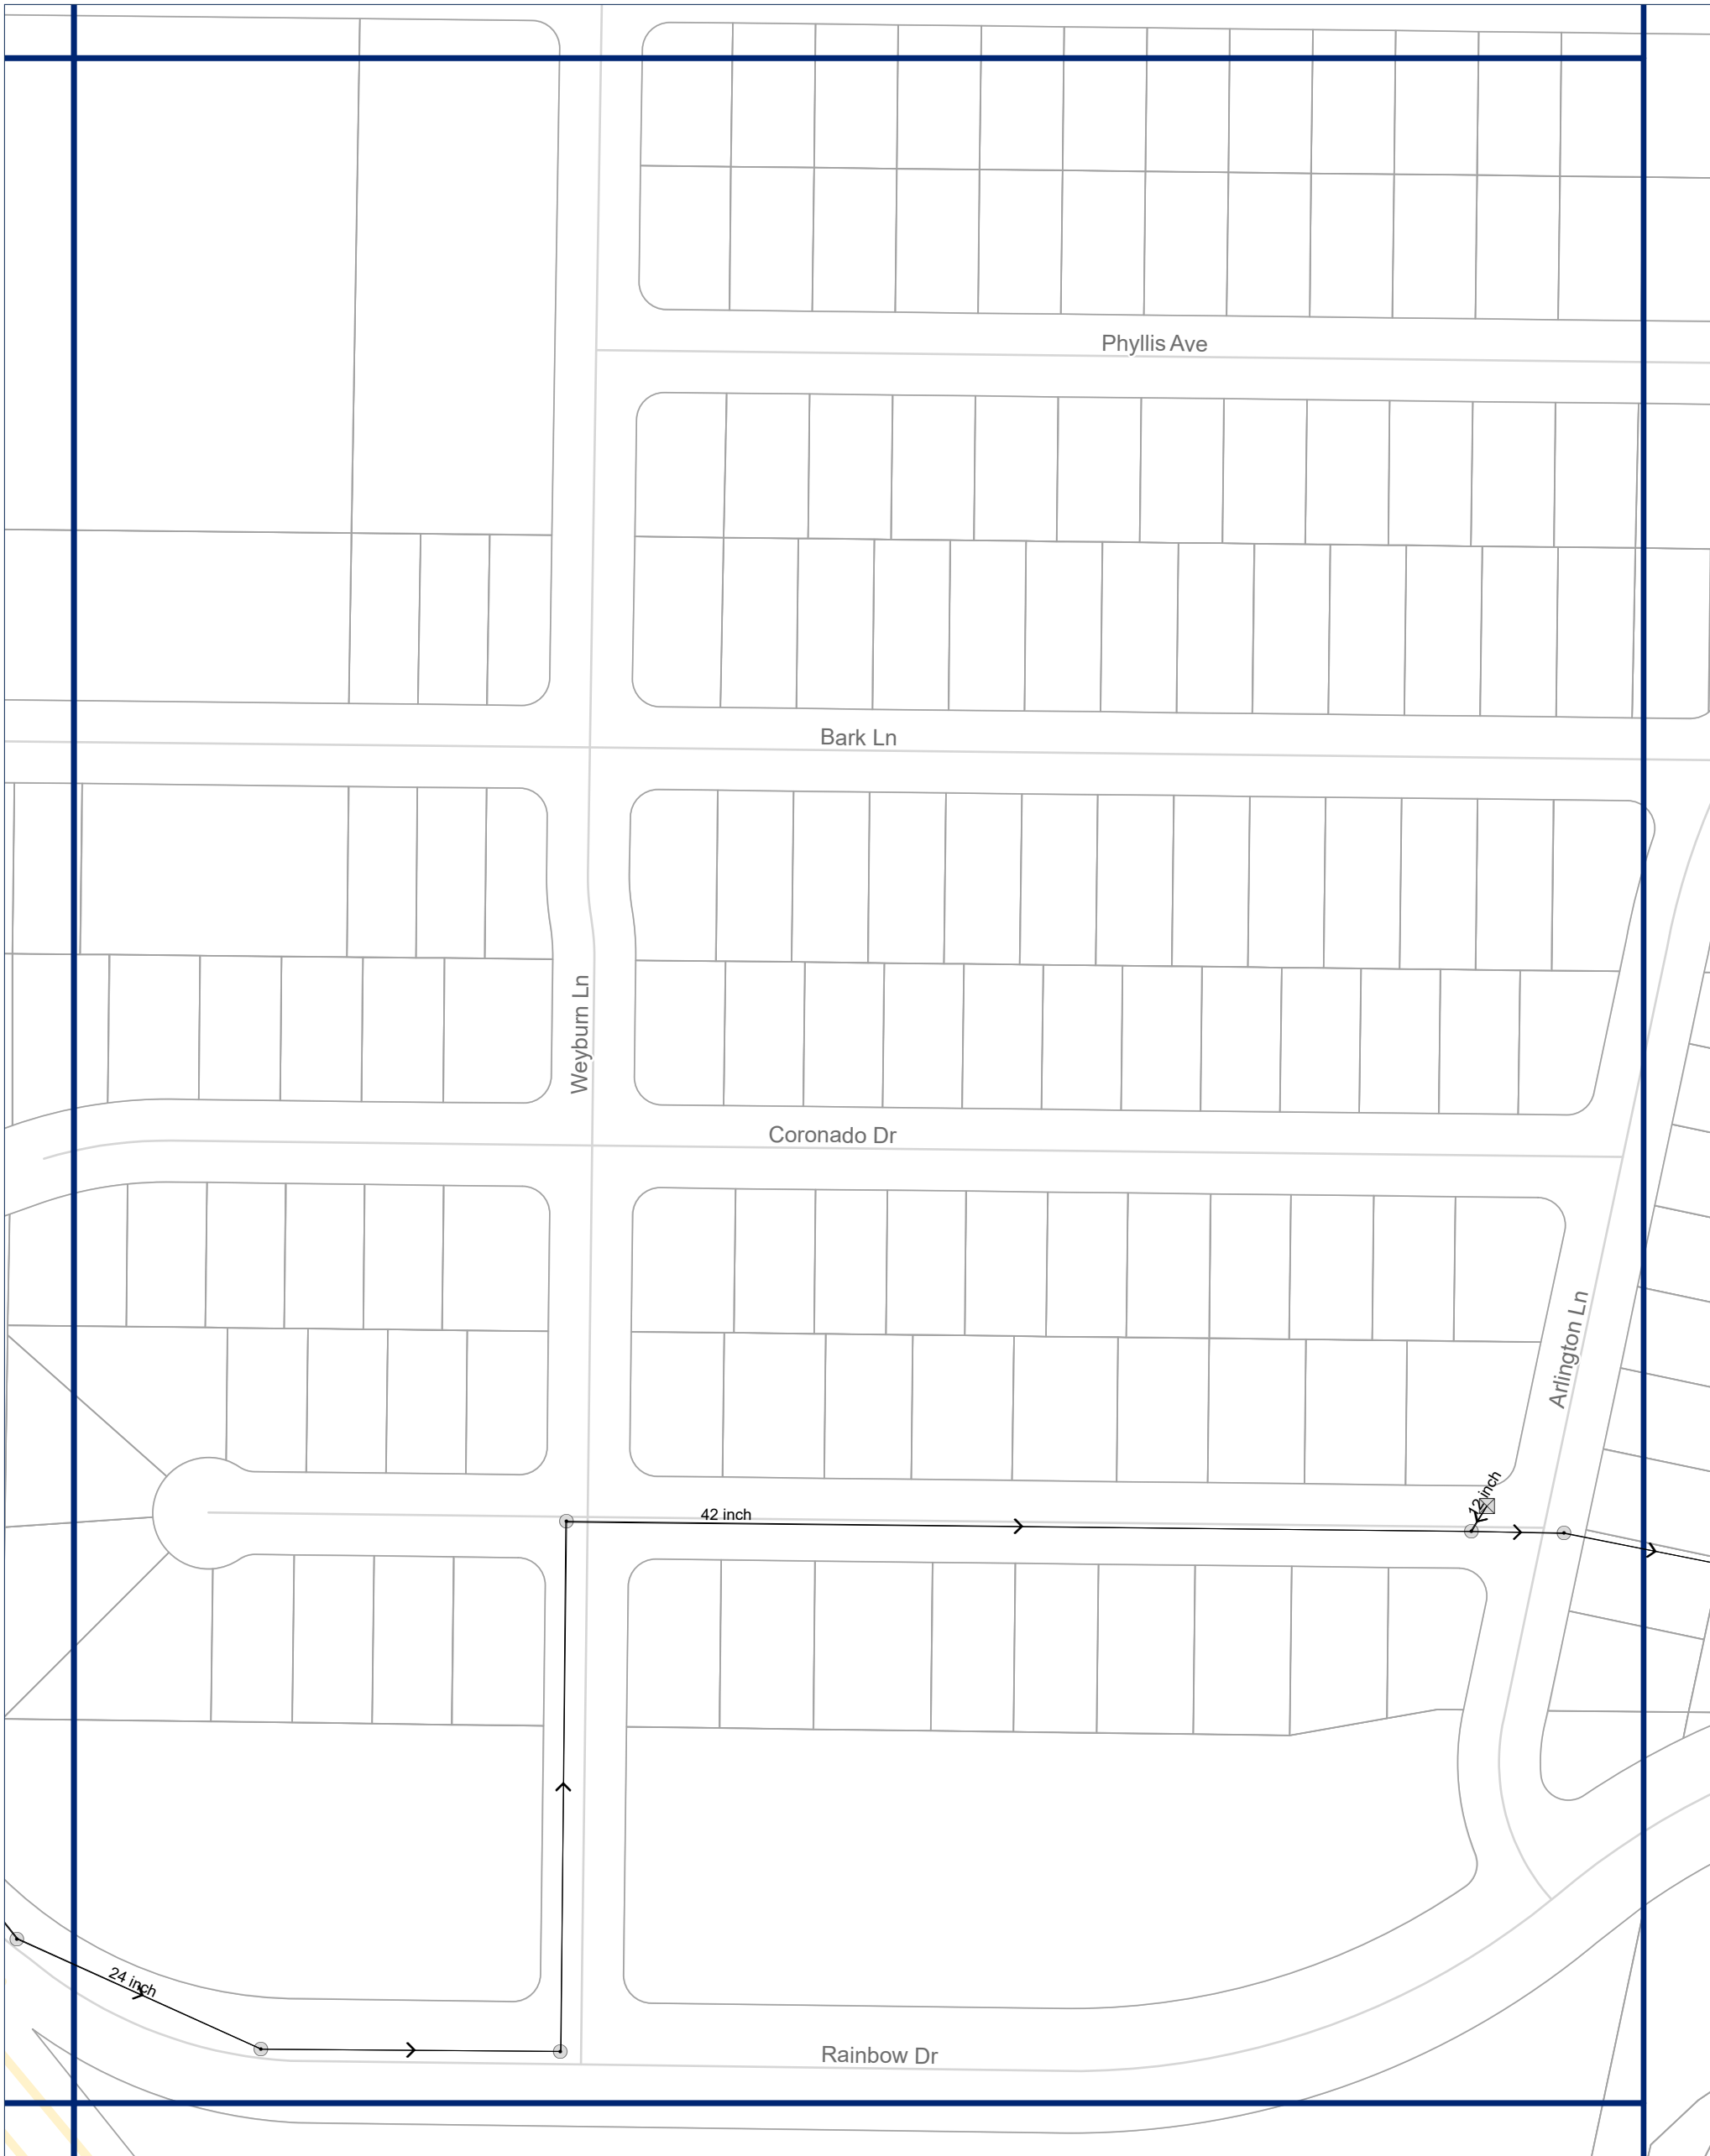 Phyllis Ave
Bark Ln
Weyburn Ln
Coronado Dr
Arlington Ln
12 inch
42 inch
24 inch
Rainbow Dr